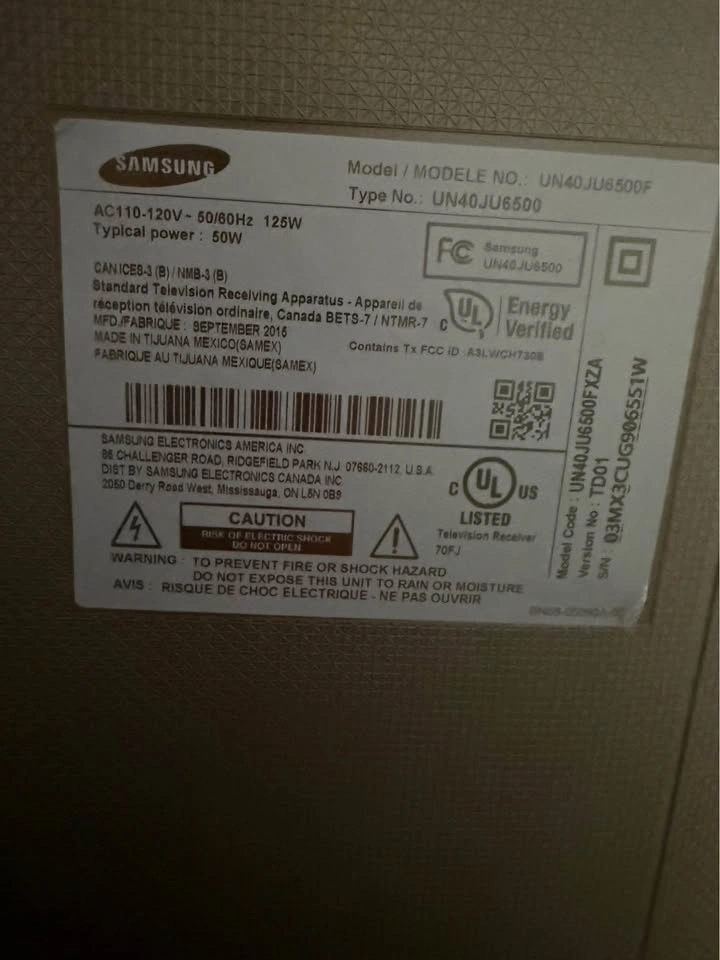 SAMSUNG
Model / MODELE NO.: UN40JU6500F
Type No.: UN40JU6500
AC110-120V~ 50/60Hz 125W
Typical power : 50W
FC Samsung
UN40JU6500
CAN ICES-3 (B) / NMB-3 (B)
Standard Television Receiving Apparatus - Appareil de
réception télévision ordinaire, Canada BETS-7 / NTMR-7
MFD./FABRIQUE : SEPTEMBER 2015
MADE IN TIJUANA MEXICO(SAMEX)
FABRIQUE AU TIJUANA MEXIQUE(SAMEX)
C UL Energy
Verified
Contains Tx FCC ID : A3LWCH730B
SAMSUNG ELECTRONICS AMERICA INC.
85 CHALLENGER ROAD, RIDGEFIELD PARK N.J 07660-2112 U.S.A
DIST BY SAMSUNG ELECTRONICS CANADA INC
2050 Derry Road West, Mississauga, ON L5N 0B9
C UL US
LISTED
Television Receiver
70FJ
CAUTION
RISK OF ELECTRIC SHOCK
DO NOT OPEN
WARNING : TO PREVENT FIRE OR SHOCK HAZARD
DO NOT EXPOSE THIS UNIT TO RAIN OR MOISTURE
AVIS : RISQUE DE CHOC ELECTRIQUE - NE PAS OUVRIR
Model Code : UN40JU6500FXZA
Version No : TD01
S/N : 03MX3CUG906551W